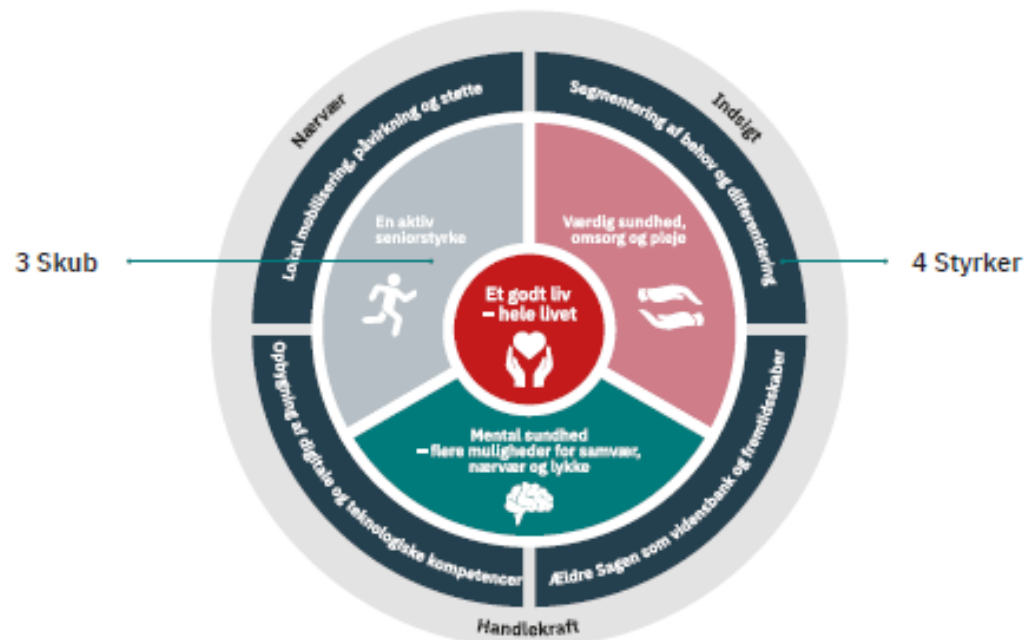 Nærvær
Indsigt
Lokal mobilisering, påvirkning og støtte
Segmentering af behov og differentiering
En aktiv
seniorstyrke
Værdig sundhed,
omsorg og pleje
3 Skub
4 Styrker
Et godt liv
– hele livet
Mental sundhed
– flere muligheder for samvær,
nærvær og lykke
Opbygning af digitale og teknologiske kompetencer
Ældre Sagen som vidensbank og fremtidsskaber
Handlekraft